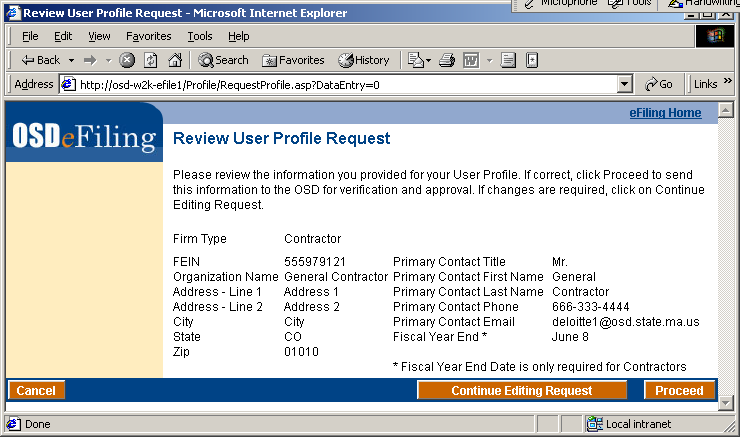 Review User Profile Request - Microsoft Internet Explorer
Microphone Tools Handwriting
File Edit View Favorites Tools Help
Back Search Favorites History
Address http://osd-w2k-efile1/Profile/RequestProfile.asp?DataEntry=0 Go Links »
eFiling Home
OSDeFiling
Review User Profile Request
Please review the information you provided for your User Profile. If correct, click Proceed to send
this information to the OSD for verification and approval. If changes are required, click on Continue
Editing Request.
Firm Type Contractor
FEIN 555979121 Primary Contact Title Mr.
Organization Name General Contractor Primary Contact First Name General
Address - Line 1 Address 1 Primary Contact Last Name Contractor
Address - Line 2 Address 2 Primary Contact Phone 666-333-4444
City City Primary Contact Email deloitte1@osd.state.ma.us
State CO Fiscal Year End * June 8
Zip 01010
* Fiscal Year End Date is only required for Contractors
Cancel Continue Editing Request Proceed
Done Local intranet